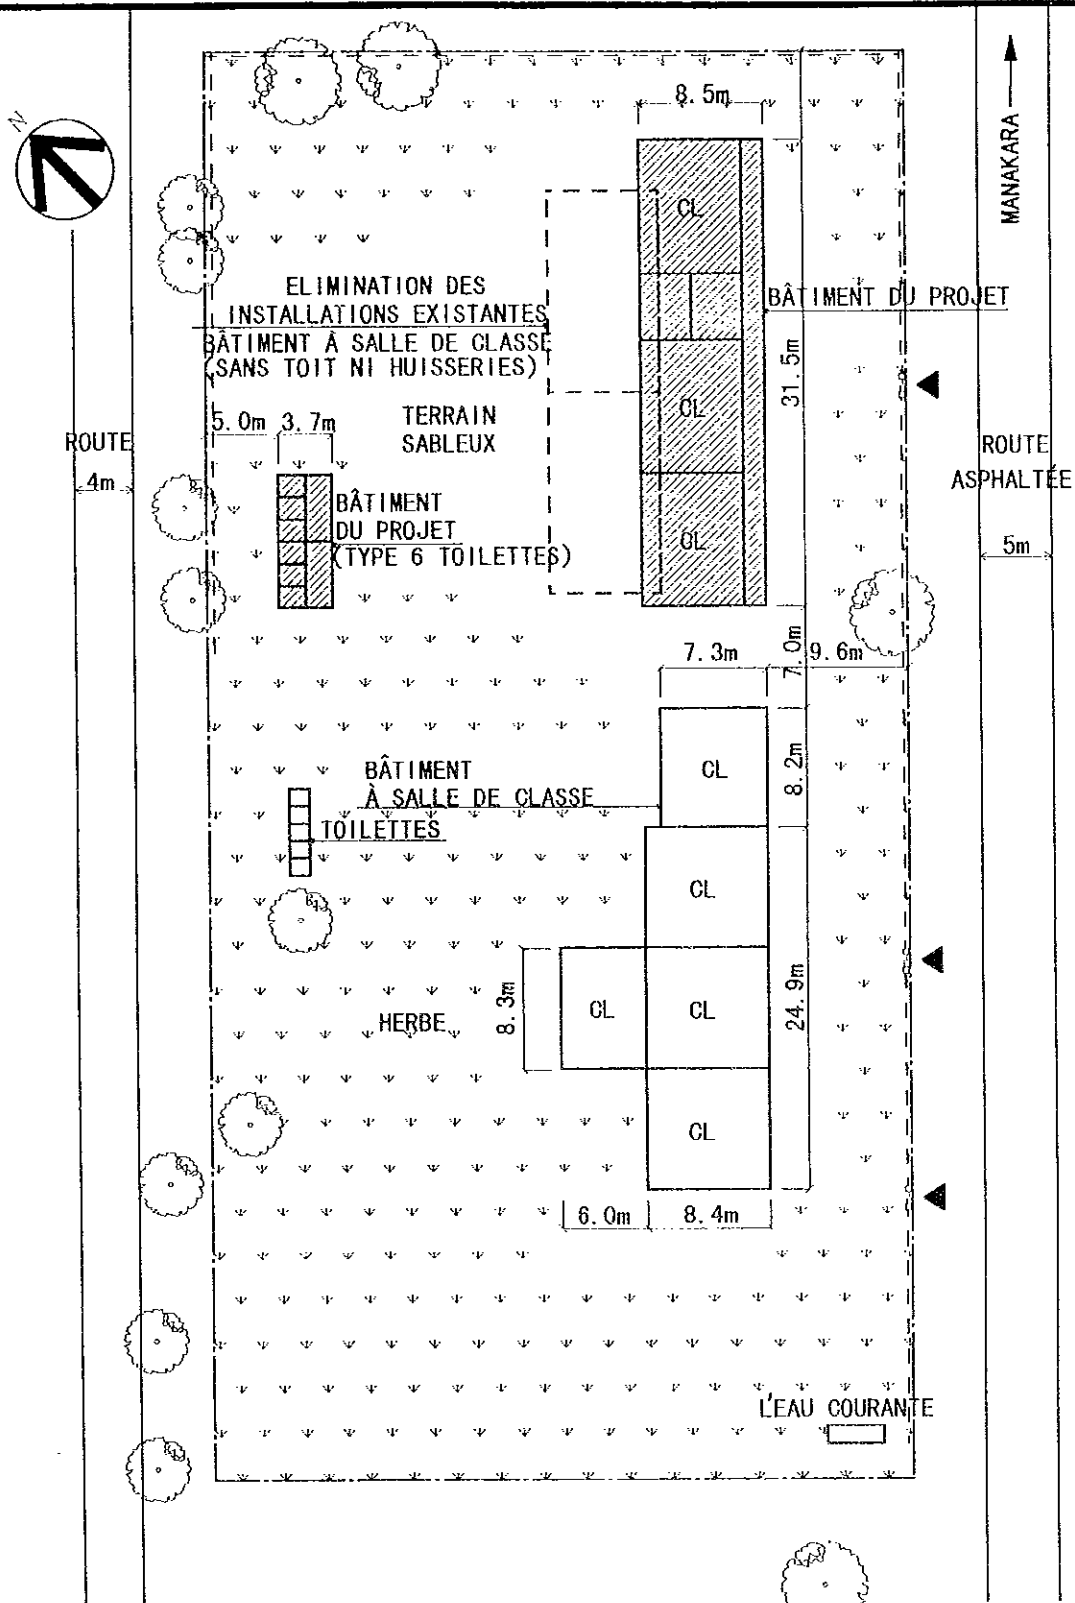 N
MANAKARA
8.5m
CL
ELIMINATION DES
INSTALLATIONS EXISTANTES
BÂTIMENT À SALLE DE CLASSE
(SANS TOIT NI HUISSERIES)
BÂTIMENT DU PROJET
31.5m
5.0m 3.7m
TERRAIN
SABLEUX
CL
ROUTE
4m
ROUTE
ASPHALTÉE
5m
BÂTIMENT
DU PROJET
(TYPE 6 TOILETTES)
CL
7.0m
7.3m
9.6m
BÂTIMENT
À SALLE DE CLASSE
CL
8.2m
TOILETTES
CL
8.3m
CL
CL
24.9m
HERBE
CL
6.0m
8.4m
L'EAU COURANTE